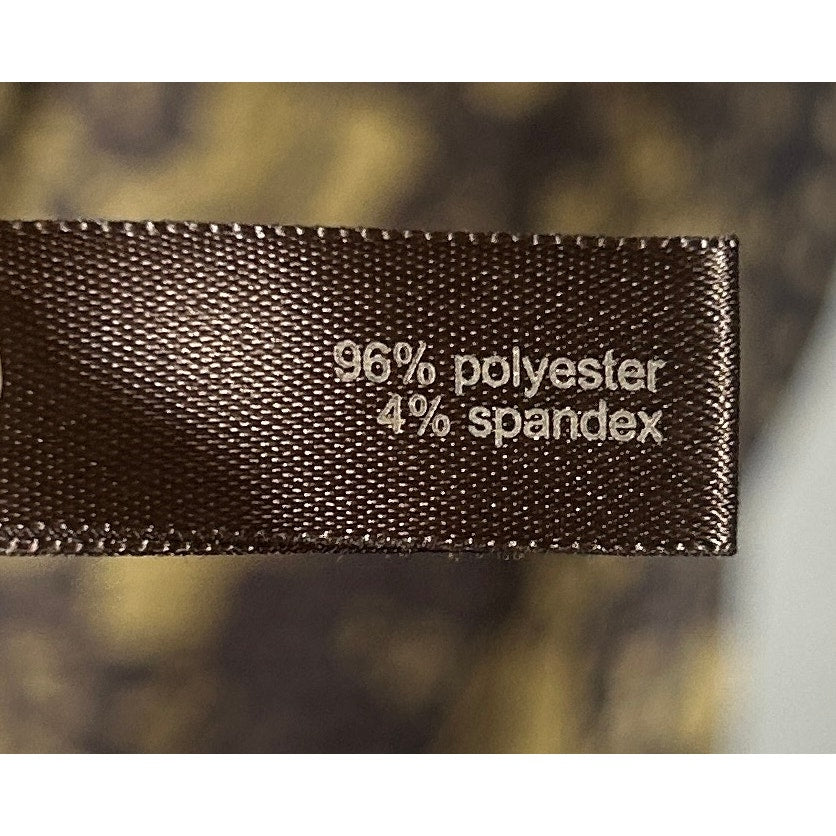 96% polyester
4% spandex